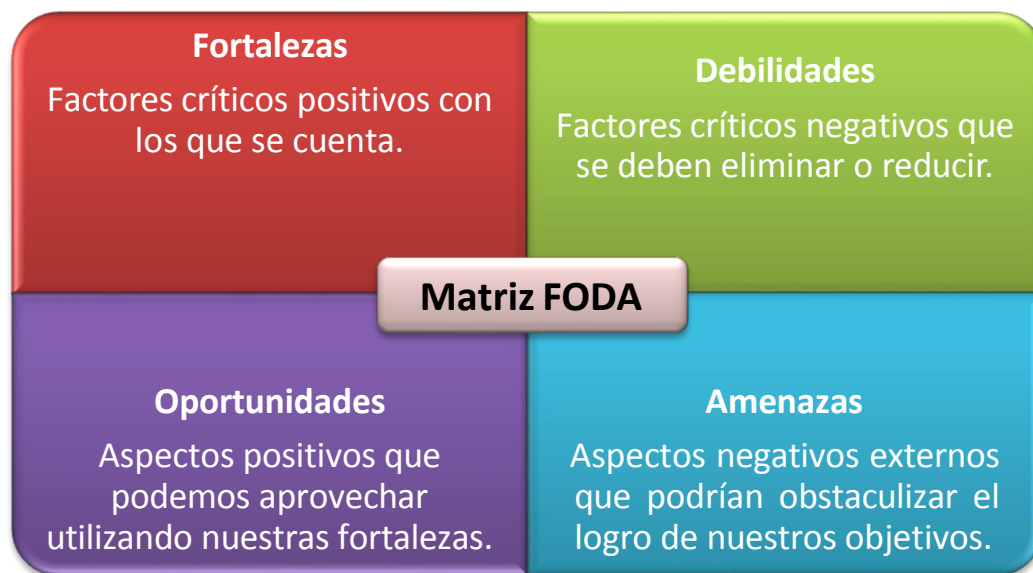 Fortalezas
Factores críticos positivos con
los que se cuenta.
Debilidades
Factores críticos negativos que
se deben eliminar o reducir.
Matriz FODA
Oportunidades
Aspectos positivos que
podemos aprovechar
utilizando nuestras fortalezas.
Amenazas
Aspectos negativos externos
que podrían obstaculizar el
logro de nuestros objetivos.